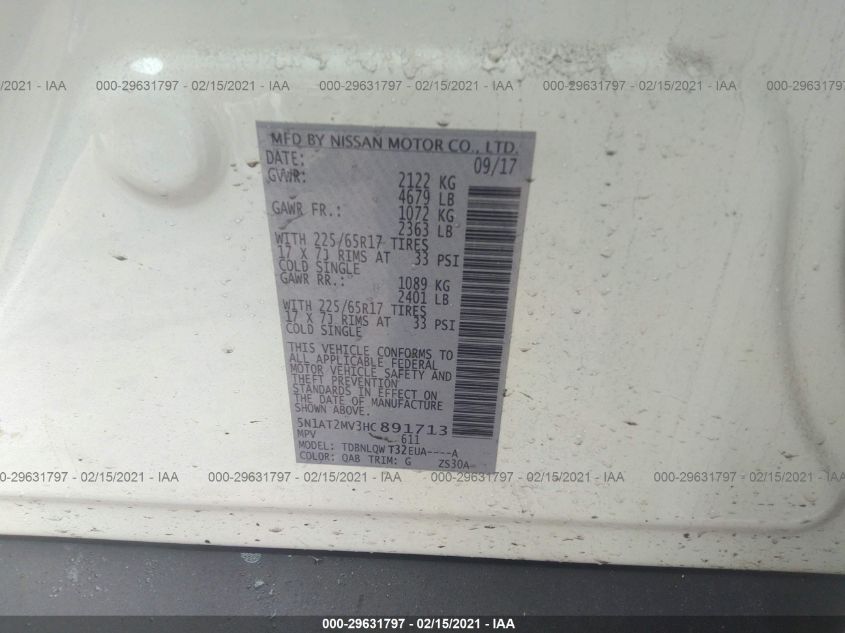 0/2021 - IAA 000-29631797 - 02/15/2021 - IAA 000-29631797 - 02/15/2021 - IAA 000-29631797 - 02/15/2021 - IAA 000-29631797 -
MFD BY NISSAN MOTOR CO., LTD.
DATE: 09/17
GVWR: 2122 KG
4679 LB
GAWR FR.: 1072 KG
2363 LB
WITH 225/65R17 TIRES
17 X 7J RIMS AT 33 PSI
COLD SINGLE
GAWR RR.: 1089 KG
2401 LB
WITH 225/65R17 TIRES
17 X 7J RIMS AT 33 PSI
COLD SINGLE
THIS VEHICLE CONFORMS TO
ALL APPLICABLE FEDERAL
MOTOR VEHICLE SAFETY AND
THEFT PREVENTION
STANDARDS IN EFFECT ON
THE DATE OF MANUFACTURE
SHOWN ABOVE.
5N1AT2MV3HC891713
MPV 611
MODEL: TDBNLQWT32EUA----A
COLOR: QAB TRIM: G ZS30A
/2021 - IAA 000-29631797 - 02/15/2021 - IAA 000-29631797 - 02/15/2021 - IAA 000-29631797 - 02/15/2021 - IAA 000-29631797 -
000-29631797 - 02/15/2021 - IAA